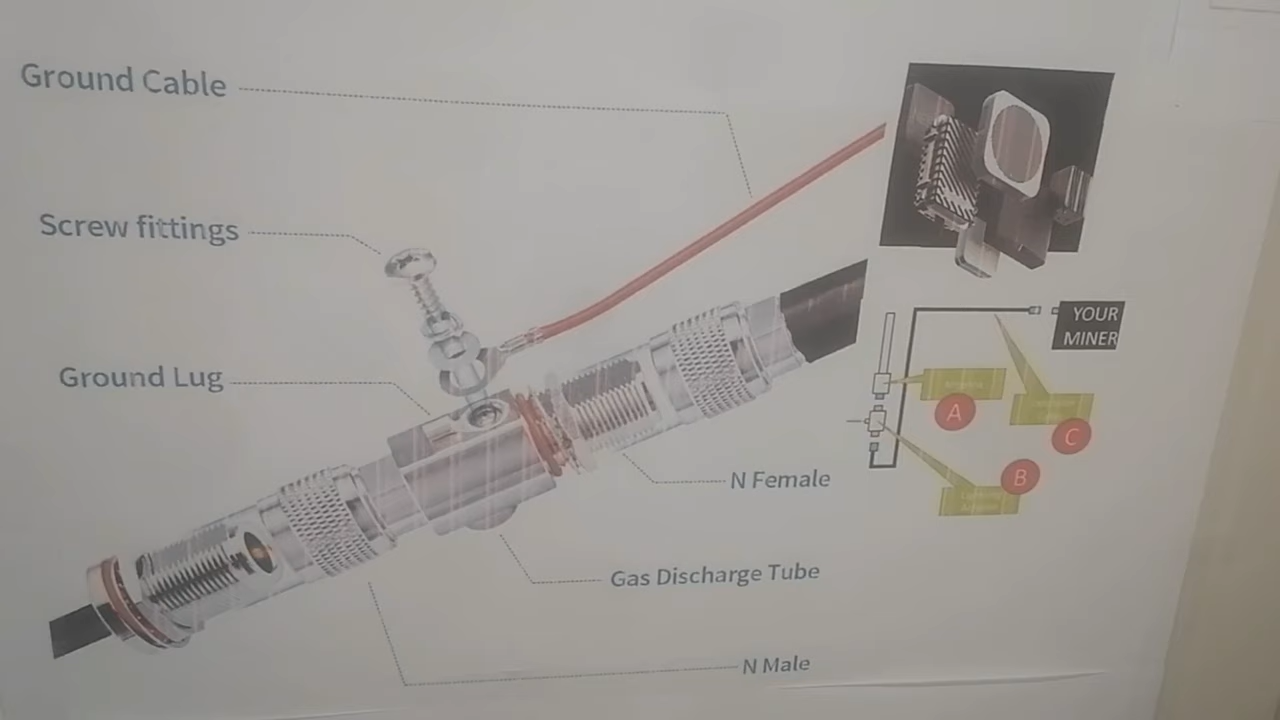 Ground Cable
Screw fittings
Ground Lug
N Female
Gas Discharge Tube
N Male
YOUR
MINER
A
C
B